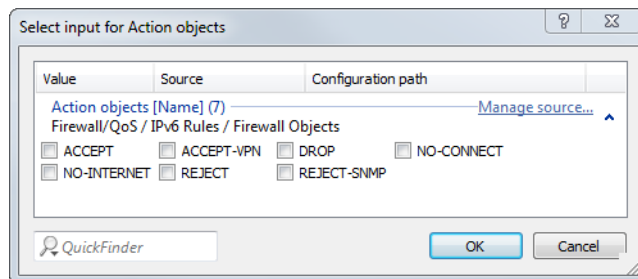 Select input for Action objects
Value Source Configuration path
Action objects [Name] (7) Manage source...
Firewall/QoS / IPv6 Rules / Firewall Objects
ACCEPT ACCEPT-VPN DROP NO-CONNECT
NO-INTERNET REJECT REJECT-SNMP
QuickFinder OK Cancel